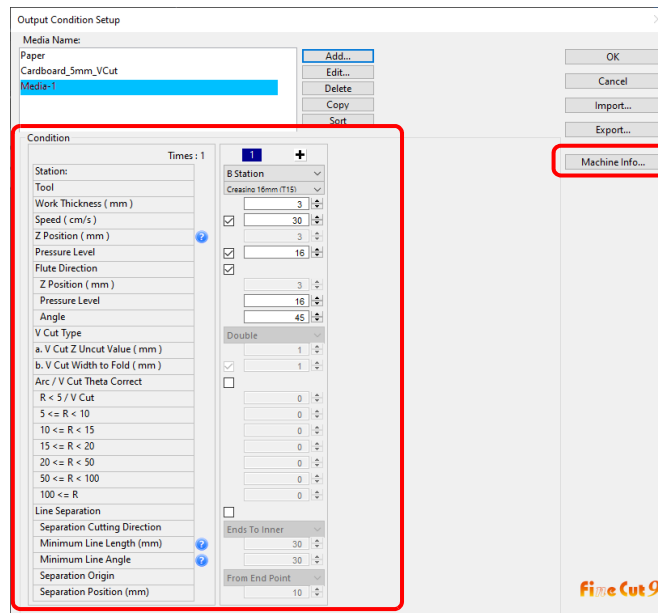 Output Condition Setup
Media Name:
Paper
Cardboard_5mm_VCut
Media-1
Add...
Edit...
Delete
Copy
Sort
OK
Cancel
Import...
Export...
Machine Info...
Condition
Times : 1 1 +
Station: B Station
Tool Creasing 16mm (T15)
Work Thickness ( mm ) 3
Speed ( cm/s ) 30
Z Position ( mm ) ? 3
Pressure Level 16
Flute Direction
Z Position ( mm ) 3
Pressure Level 16
Angle 45
V Cut Type Double
a. V Cut Z Uncut Value ( mm ) 1
b. V Cut Width to Fold ( mm ) 1
Arc / V Cut Theta Correct
R < 5 / V Cut 0
5 <= R < 10 0
10 <= R < 15 0
15 <= R < 20 0
20 <= R < 50 0
50 <= R < 100 0
100 <= R 0
Line Separation
Separation Cutting Direction Ends To Inner
Minimum Line Length (mm) ? 30
Minimum Line Angle ? 30
Separation Origin From End Point
Separation Position (mm) 10
Fine Cut 9